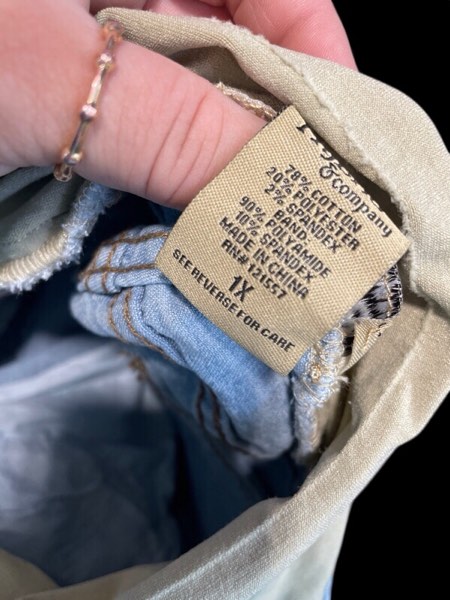 &company
78% COTTON
20% POLYESTER
2% SPANDEX
BAND:
90% POLYAMIDE
10% SPANDEX
MADE IN CHINA
RN# 121557
1X
SEE REVERSE FOR CARE